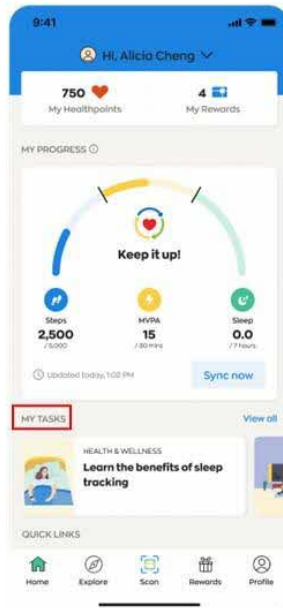 9:41
Hi, Alicia Cheng
750
My Healthpoints
4
My Rewards
MY PROGRESS
Keep it up!
Steps
2,500
/ 5,000
MVPA
15
/ 30 mins
Sleep
0.0
/ 7 hours
Updated today, 1:02 PM
Sync now
MY TASKS
View all
HEALTH & WELLNESS
Learn the benefits of sleep
tracking
QUICK LINKS
Home
Explore
Scan
Rewards
Profile